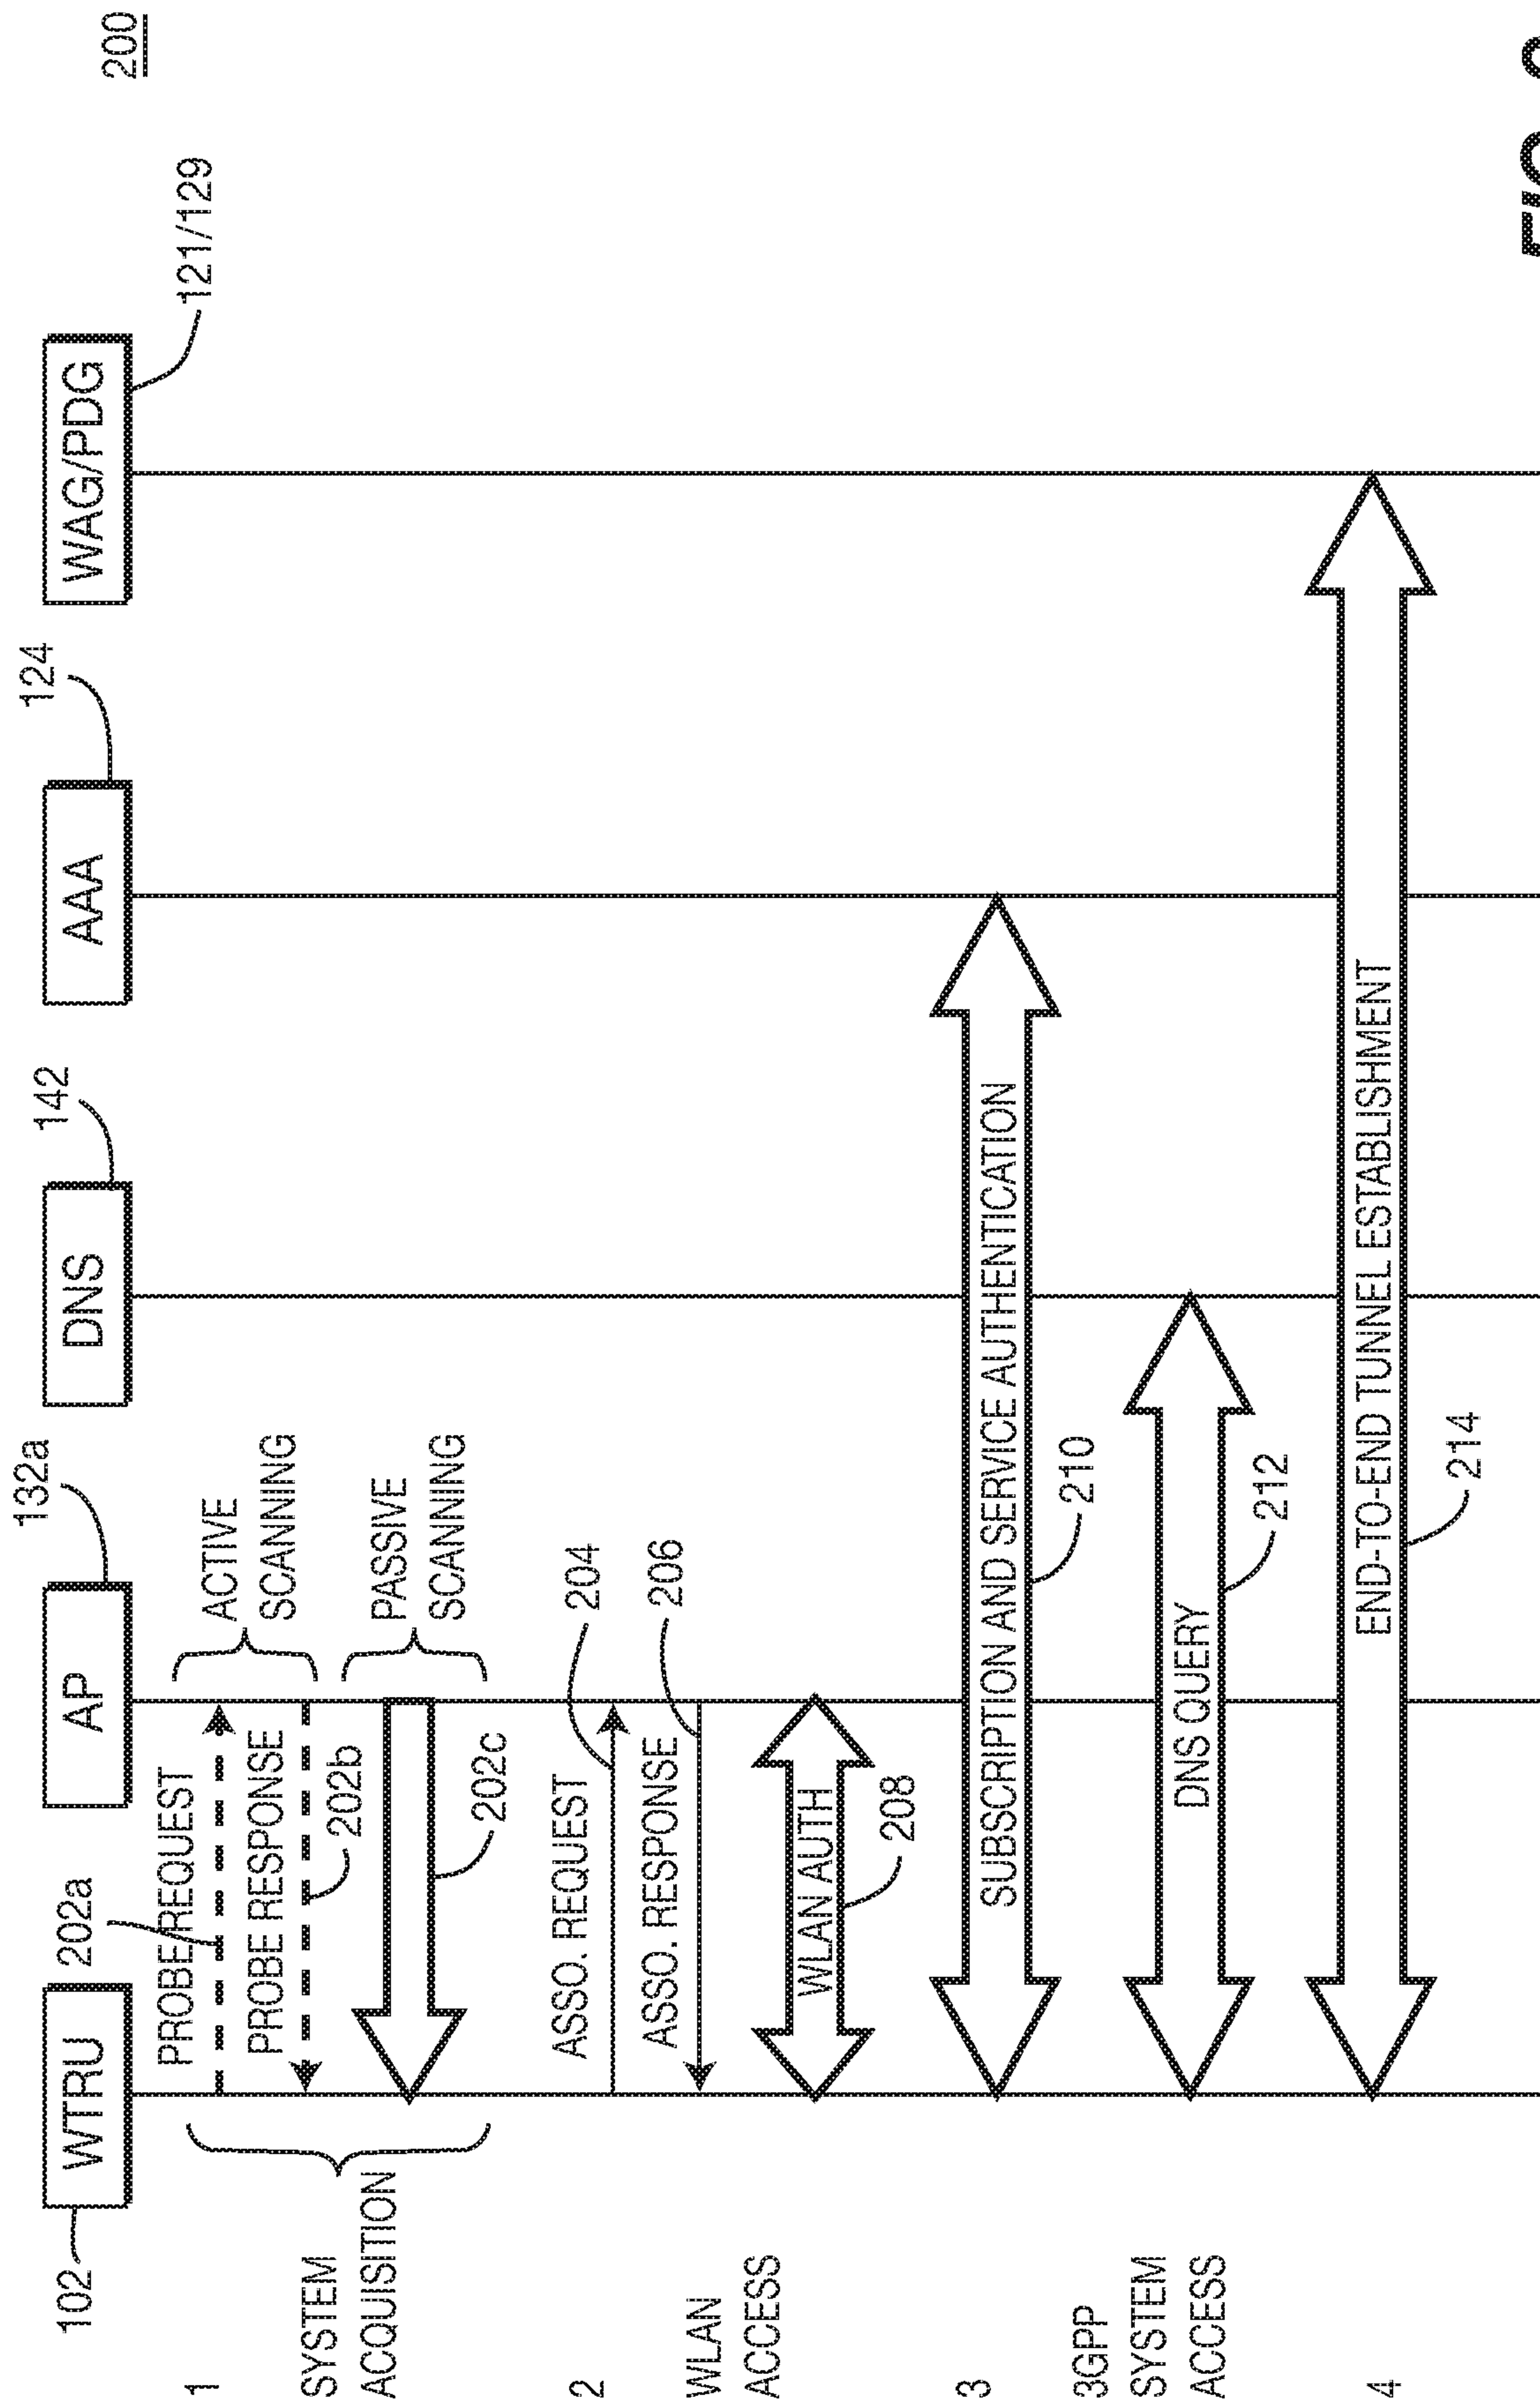 200
102
WTRU
132a
AP
142
DNS
124
AAA
121/129
WAG/PDG
1
SYSTEM
ACQUISITION
202a
PROBE REQUEST
PROBE RESPONSE
202b
202c
ACTIVE
SCANNING
PASSIVE
SCANNING
2
WLAN
ACCESS
ASSO. REQUEST
204
ASSO. RESPONSE
206
WLAN AUTH
208
3
3GPP
SYSTEM
ACCESS
SUBSCRIPTION AND SERVICE AUTHENTICATION
210
DNS QUERY
212
4
END-TO-END TUNNEL ESTABLISHMENT
214